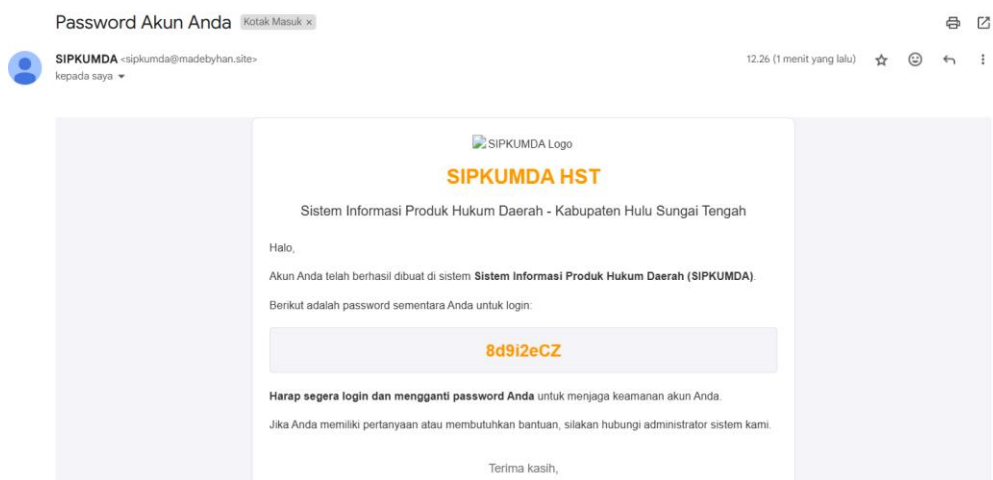 Password Akun Anda Kotak Masuk ×
SIPKUMDA <sipkumda@madebyhan.site>
12.26 (1 menit yang lalu)
kepada saya
SIPKUMDA Logo
SIPKUMDA HST
Sistem Informasi Produk Hukum Daerah - Kabupaten Hulu Sungai Tengah
Halo,
Akun Anda telah berhasil dibuat di sistem Sistem Informasi Produk Hukum Daerah (SIPKUMDA).
Berikut adalah password sementara Anda untuk login:
8d9i2eCZ
Harap segera login dan mengganti password Anda untuk menjaga keamanan akun Anda.
Jika Anda memiliki pertanyaan atau membutuhkan bantuan, silakan hubungi administrator sistem kami.
Terima kasih,